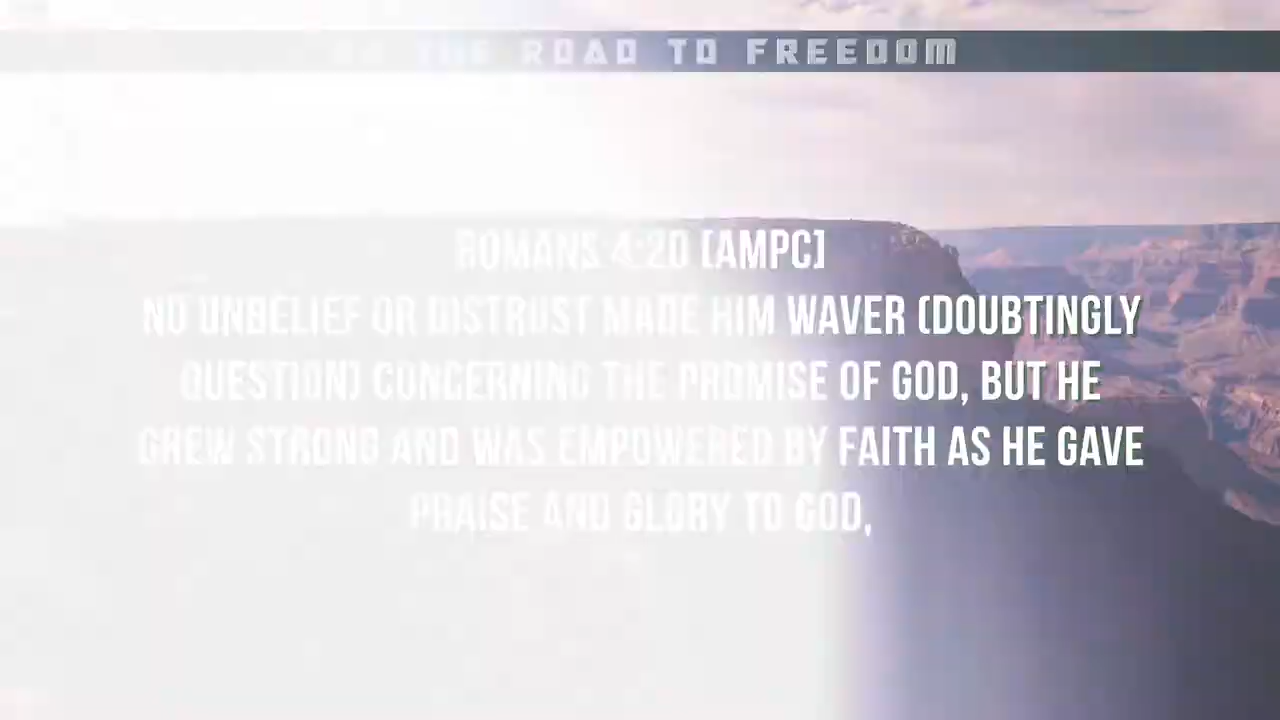 THE ROAD TO FREEDOM
ROMANS 4:20 [AMPC]
NO UNBELIEF OR DISTRUST MADE HIM WAVER (DOUBTINGLY
QUESTION) CONCERNING THE PROMISE OF GOD, BUT HE
GREW STRONG AND WAS EMPOWERED BY FAITH AS HE GAVE
PRAISE AND GLORY TO GOD,